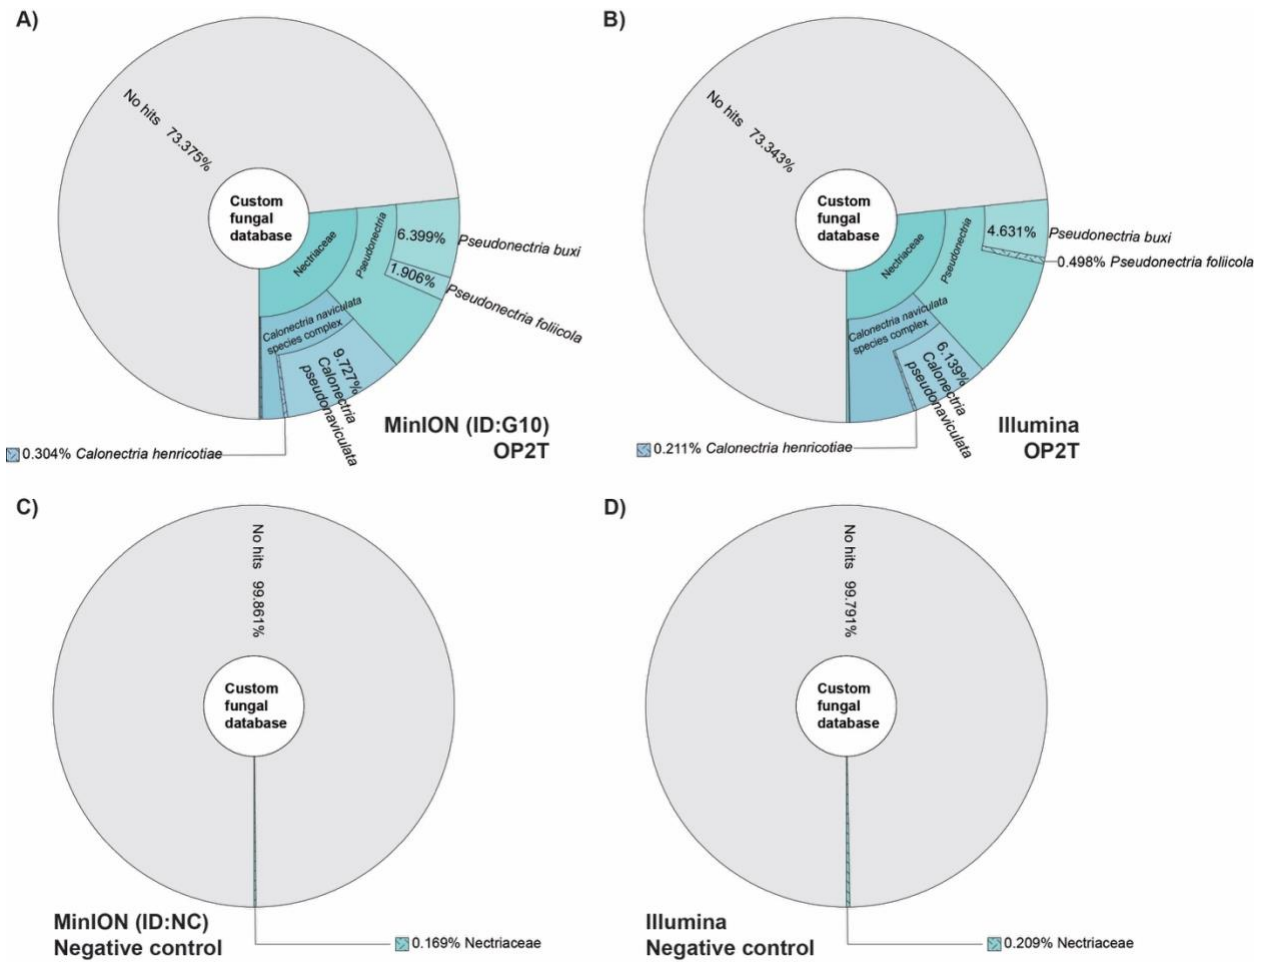 A)
No hits 73.375%
Custom
fungal
database
Nectriaceae
Pseudonectria
6.399%
Pseudonectria buxi
1.906%
Pseudonectria foliicola
Calonectria naviculata
species complex
9.727%
Calonectria
pseudonaviculata
0.304% Calonectria henricotiae
MinION (ID:G10)
OP2T
B)
No hits 73.343%
Custom
fungal
database
Nectriaceae
Pseudonectria
4.631%
Pseudonectria buxi
0.498% Pseudonectria foliicola
Calonectria naviculata
species complex
6.139%
Calonectria
pseudonaviculata
0.211% Calonectria henricotiae
Illumina
OP2T
C)
No hits 99.861%
Custom
fungal
database
MinION (ID:NC)
Negative control
0.169% Nectriaceae
D)
No hits 99.791%
Custom
fungal
database
Illumina
Negative control
0.209% Nectriaceae